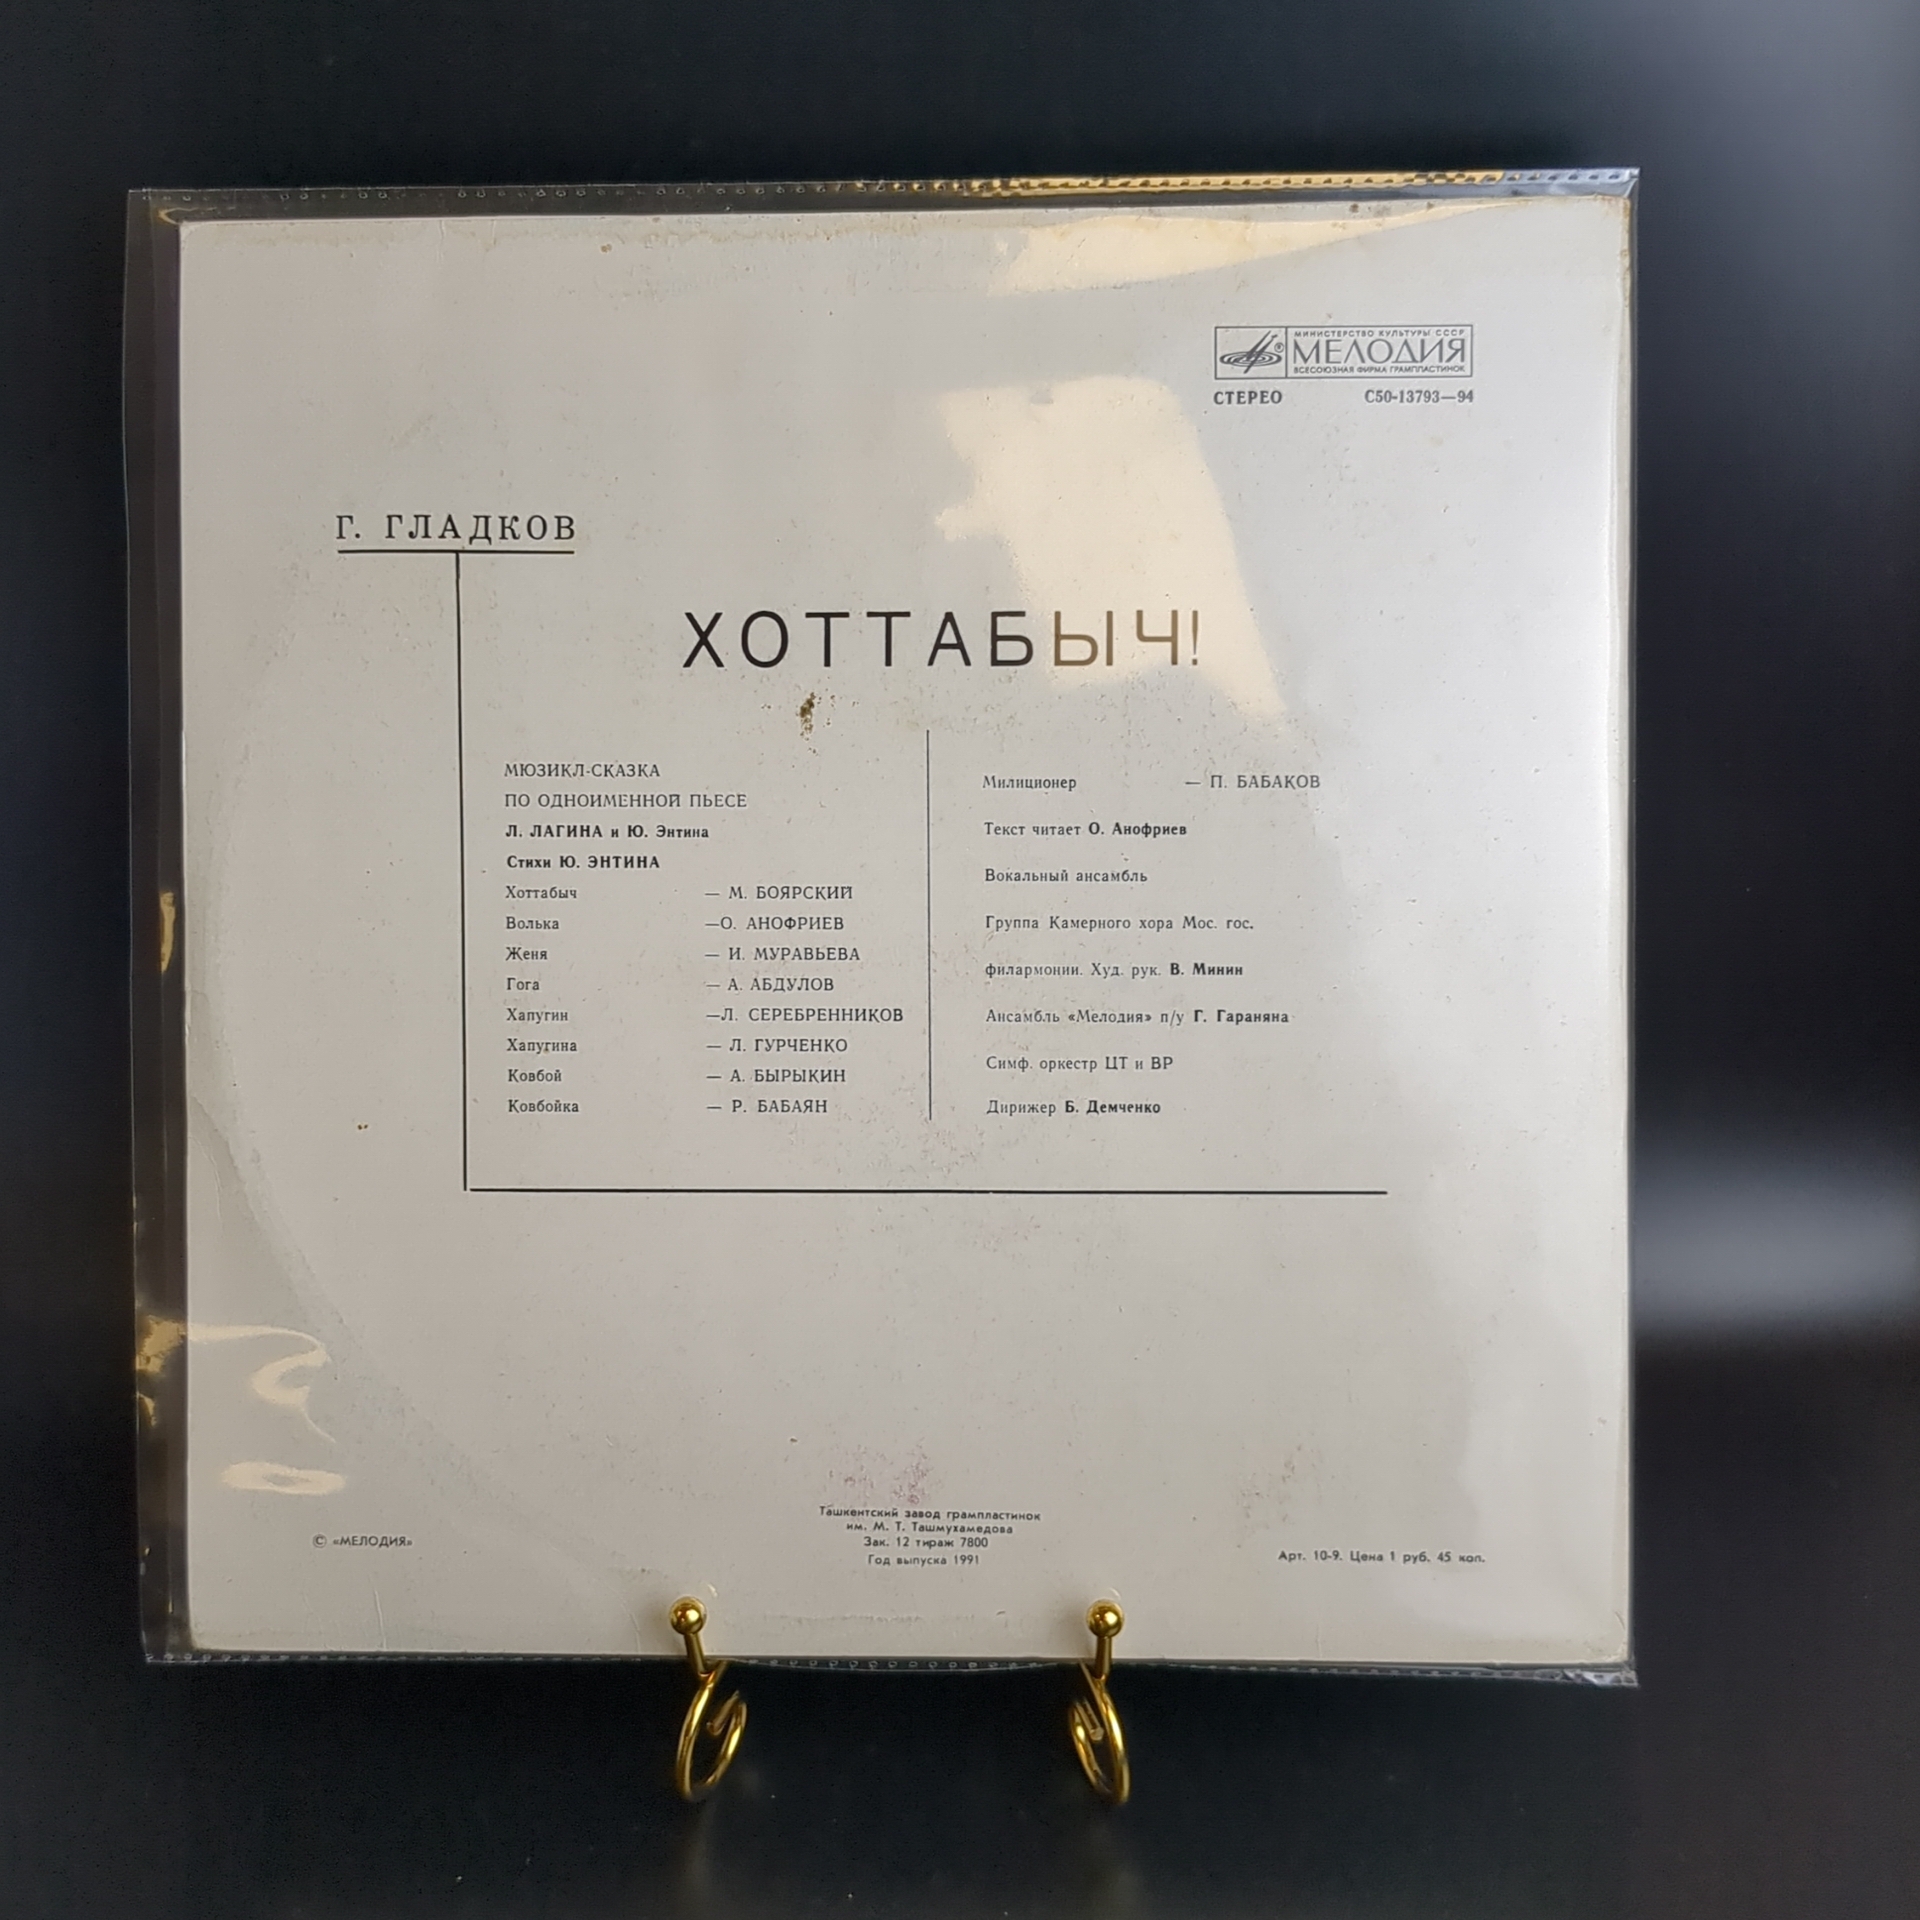 МИНИСТЕРСТВО КУЛЬТУРЫ СССР
МЕЛОДИЯ
ВСЕСОЮЗНАЯ ФИРМА ГРАМПЛАСТИНОК
СТЕРЕО С50-13793—94
Г. ГЛАДКОВ
ХОТТАБЫЧ!
МЮЗИКЛ-СКАЗКА
ПО ОДНОИМЕННОЙ ПЬЕСЕ
Л. ЛАГИНА и Ю. Энтина
Стихи Ю. ЭНТИНА
Хоттабыч — М. БОЯРСКИЙ
Волька —О. АНОФРИЕВ
Женя — И. МУРАВЬЕВА
Гога — А. АБДУЛОВ
Хапугин —Л. СЕРЕБРЕННИКОВ
Хапугина — Л. ГУРЧЕНКО
Ковбой — А. БЫРЫКИН
Ковбойка — Р. БАБАЯН
Милиционер — П. БАБАКОВ
Текст читает О. Анофриев
Вокальный ансамбль
Группа Камерного хора Мос. гос.
филармонии. Худ. рук. В. Минин
Ансамбль «Мелодия» п/у Г. Гараняна
Симф. оркестр ЦТ и ВР
Дирижер Б. Демченко
© «МЕЛОДИЯ»
Ташкентский завод грампластинок
им. М. Т. Ташмухамедова
Зак. 12 тираж 7800
Год выпуска 1991
Арт. 10-9. Цена 1 руб. 45 коп.